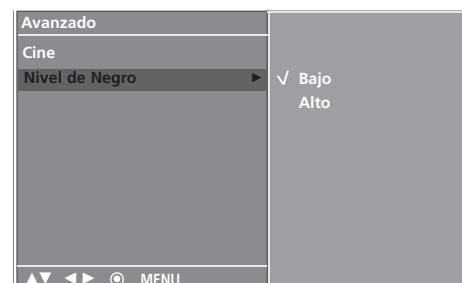 Avanzado
Cine
Nivel de Negro ►
√ Bajo
Alto
▲▼ ◄► ◉ MENU